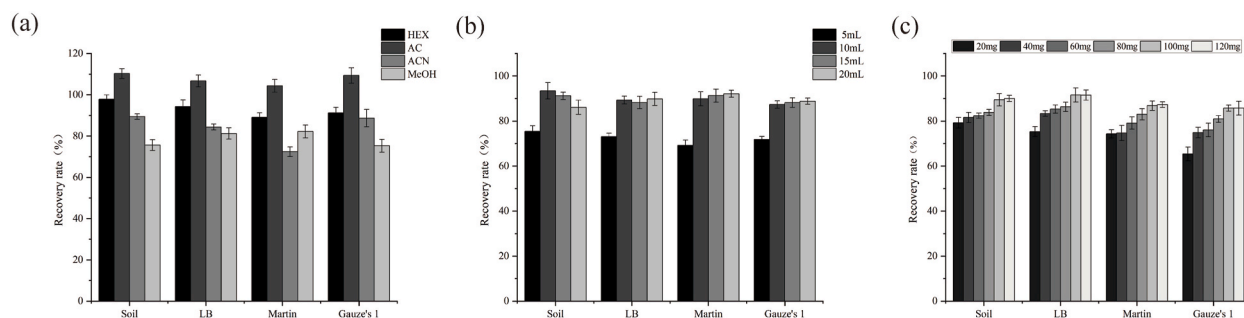 (a)
HEX
AC
ACN
MeOH
120
100
80
60
40
20
0
Recovery rate（%）
Soil LB Martin Gauze's 1
(b)
5mL
10mL
15mL
20mL
120
100
80
60
40
20
0
Recovery rate（%）
Soil LB Martin Gauze's 1
(c)
20mg 40mg 60mg 80mg 100mg 120mg
100
80
60
40
20
0
Recovery rate（%）
Soil LB Martin Gauze's 1